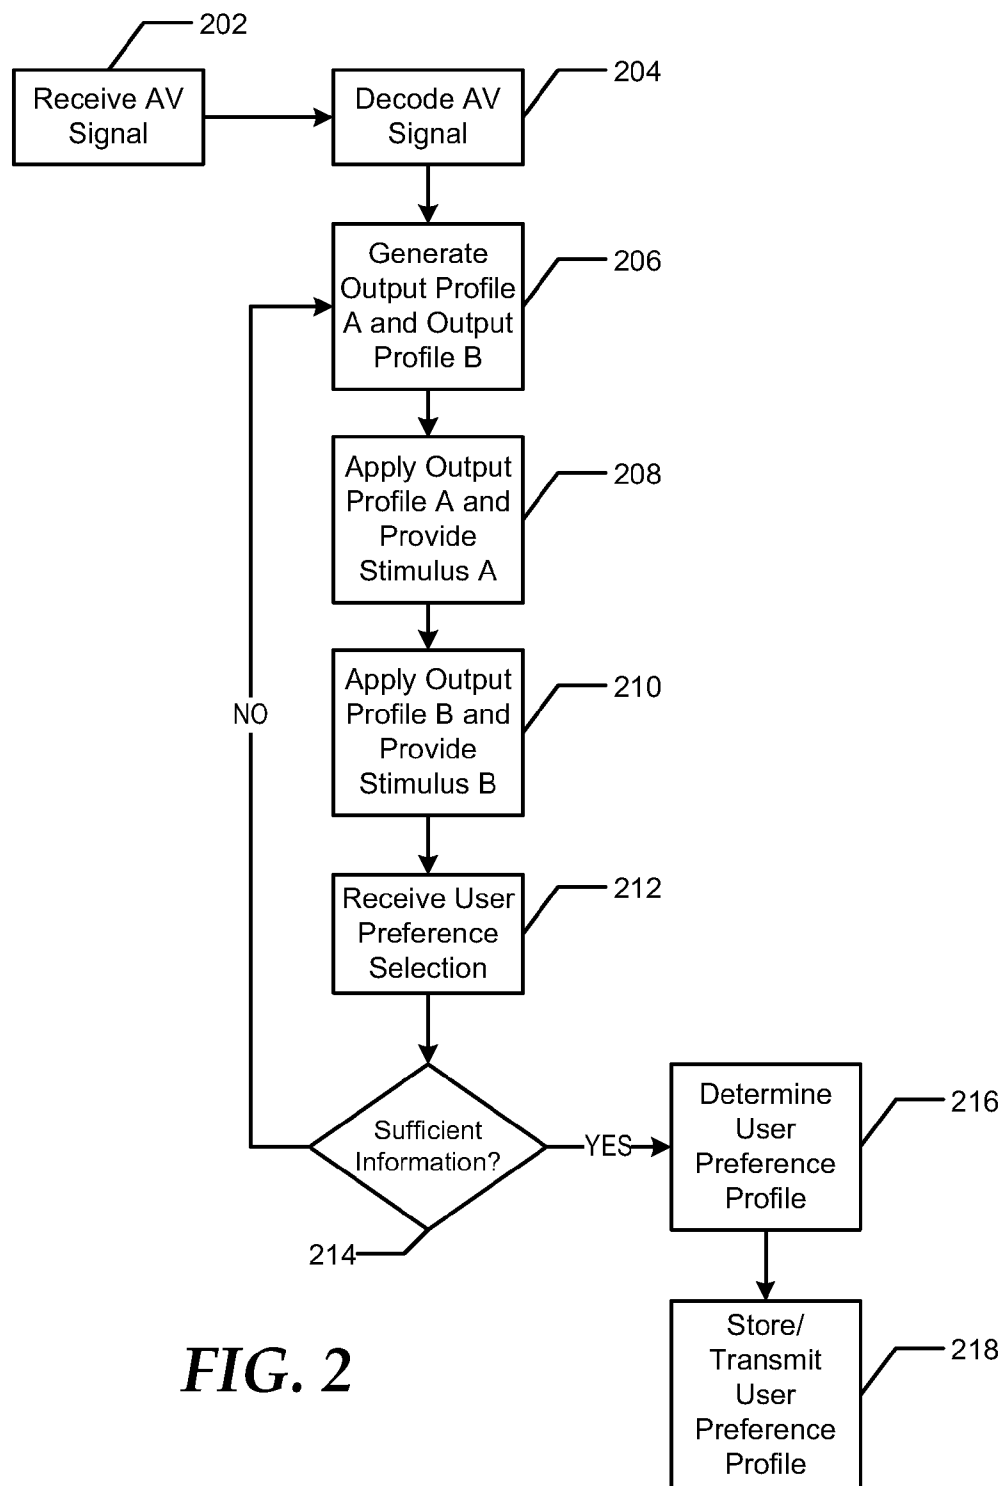 202
Receive AV
Signal
204
Decode AV
Signal
206
Generate
Output Profile
A and Output
Profile B
208
Apply Output
Profile A and
Provide
Stimulus A
210
Apply Output
Profile B and
Provide
Stimulus B
NO
212
Receive User
Preference
Selection
Sufficient
Information?
214
YES
216
Determine
User
Preference
Profile
218
Store/
Transmit
User
Preference
Profile
FIG. 2